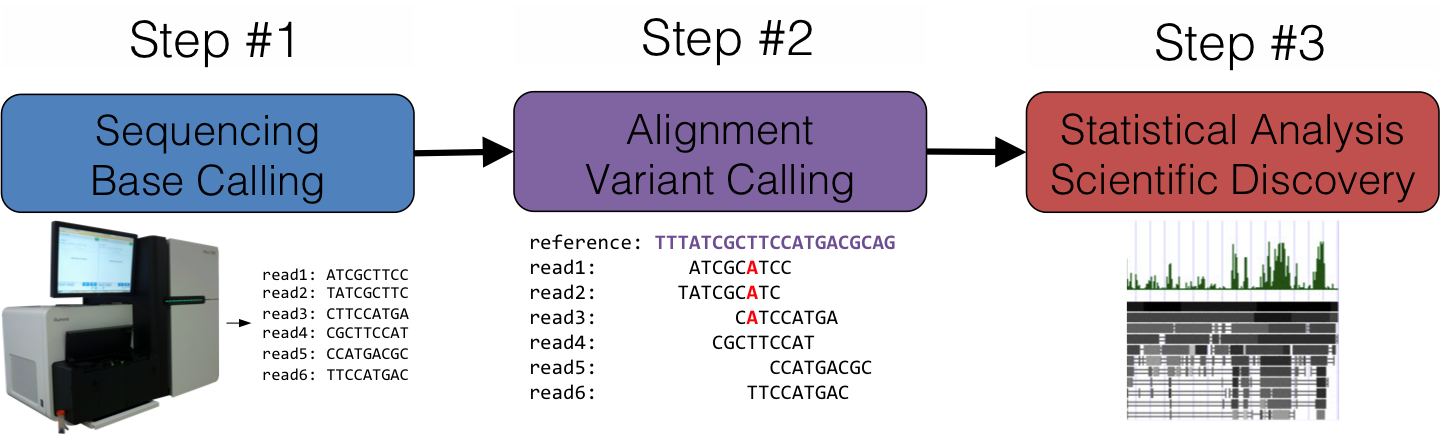 Step #1
Sequencing
Base Calling
read1: ATCGCTTCC
read2: TATCGCTTC
read3: CTTCCATGA
read4: CGCTTCCAT
read5: CCATGACGC
read6: TTCCATGAC
Step #2
Alignment
Variant Calling
reference: TTTATCGCTTCCATGACGCAG
read1: ATCGCATCC
read2: TATCGCATC
read3: CATCCATGA
read4: CGCTTCCAT
read5: CCATGACGC
read6: TTCCATGAC
Step #3
Statistical Analysis
Scientific Discovery